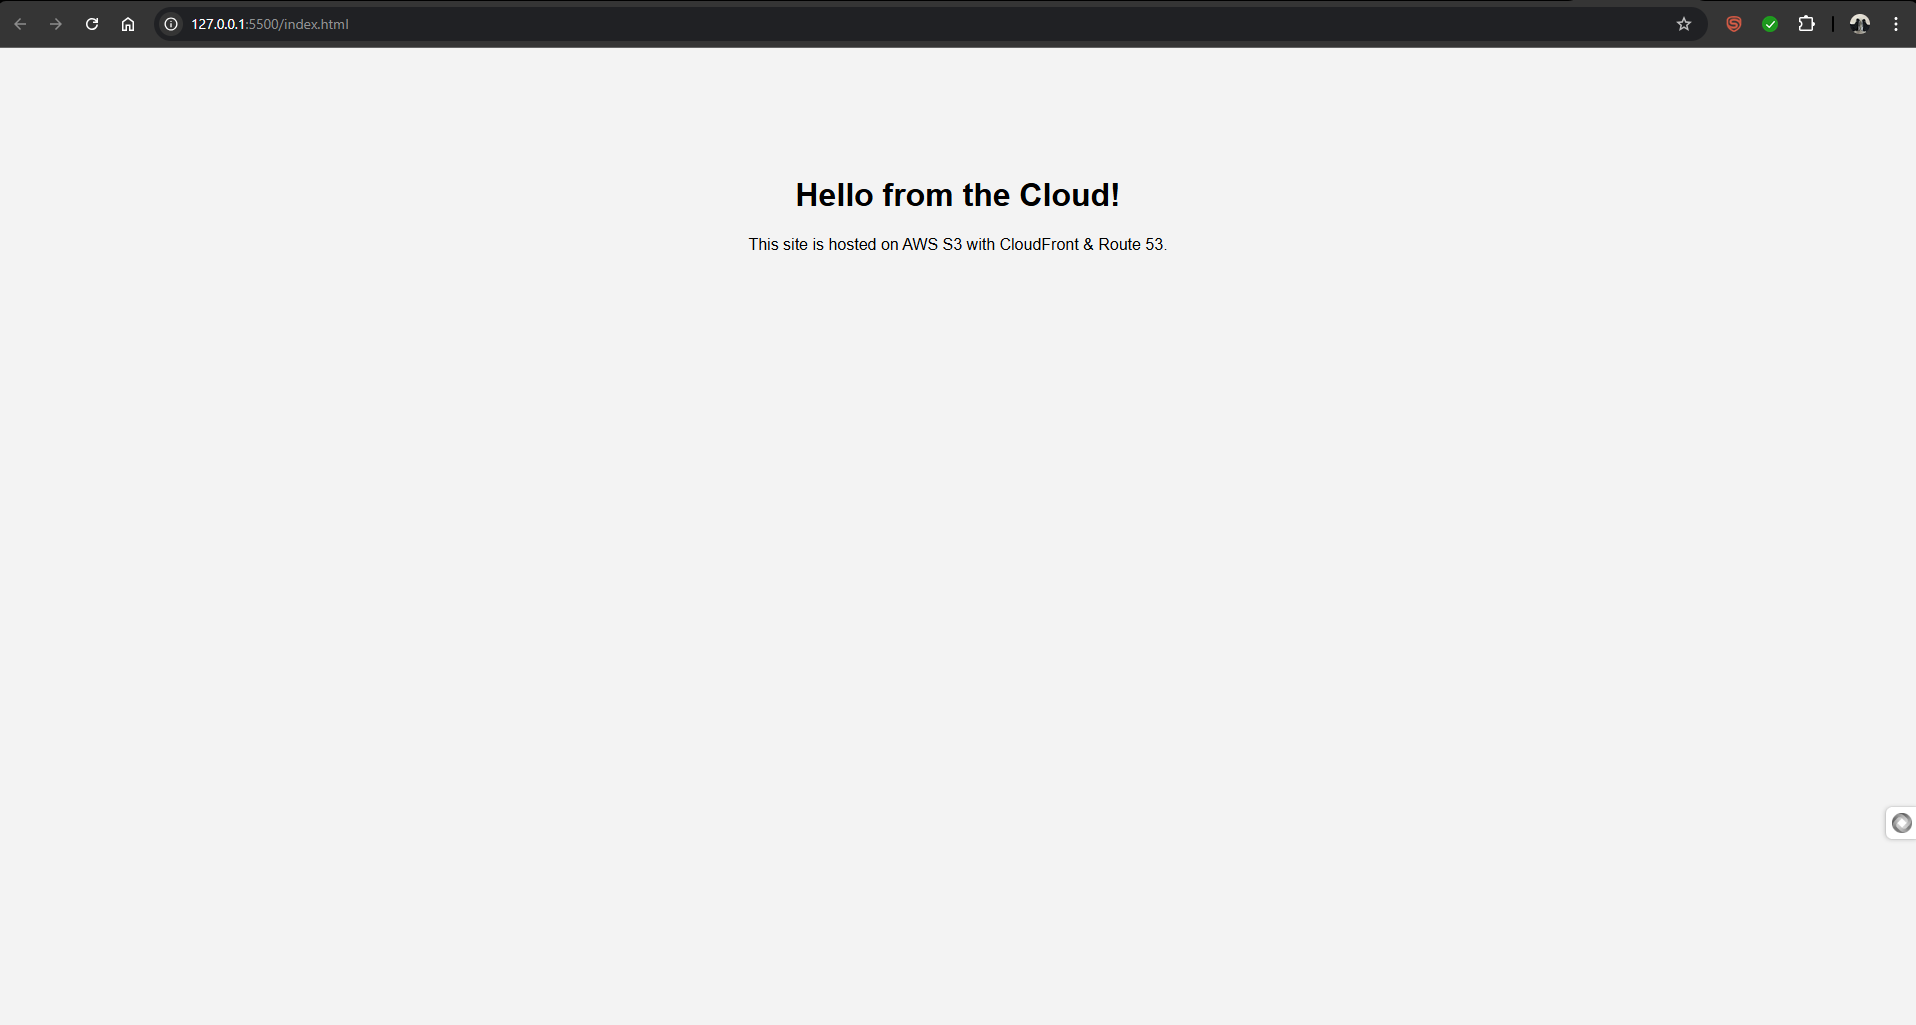 127.0.0.1:5500/index.html
Hello from the Cloud!
This site is hosted on AWS S3 with CloudFront & Route 53.